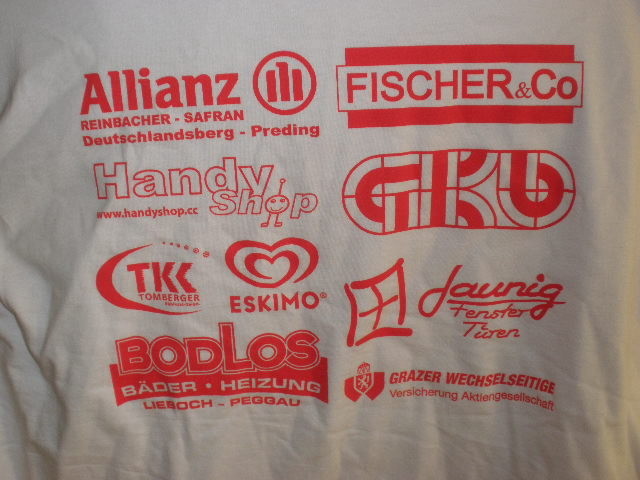 Allianz
REINBACHER - SAFRAN
Deutschlandsberg - Preding
FISCHER & Co
Handy
Shop
www.handyshop.cc
GKB
TKK
TOMBERGER
ESKIMO®
Jaunig
Fenster
Türen
BODLOS
BÄDER · HEIZUNG
LIEBOCH - PEGGAU
GRAZER WECHSELSEITIGE
Versicherung Aktiengesellschaft